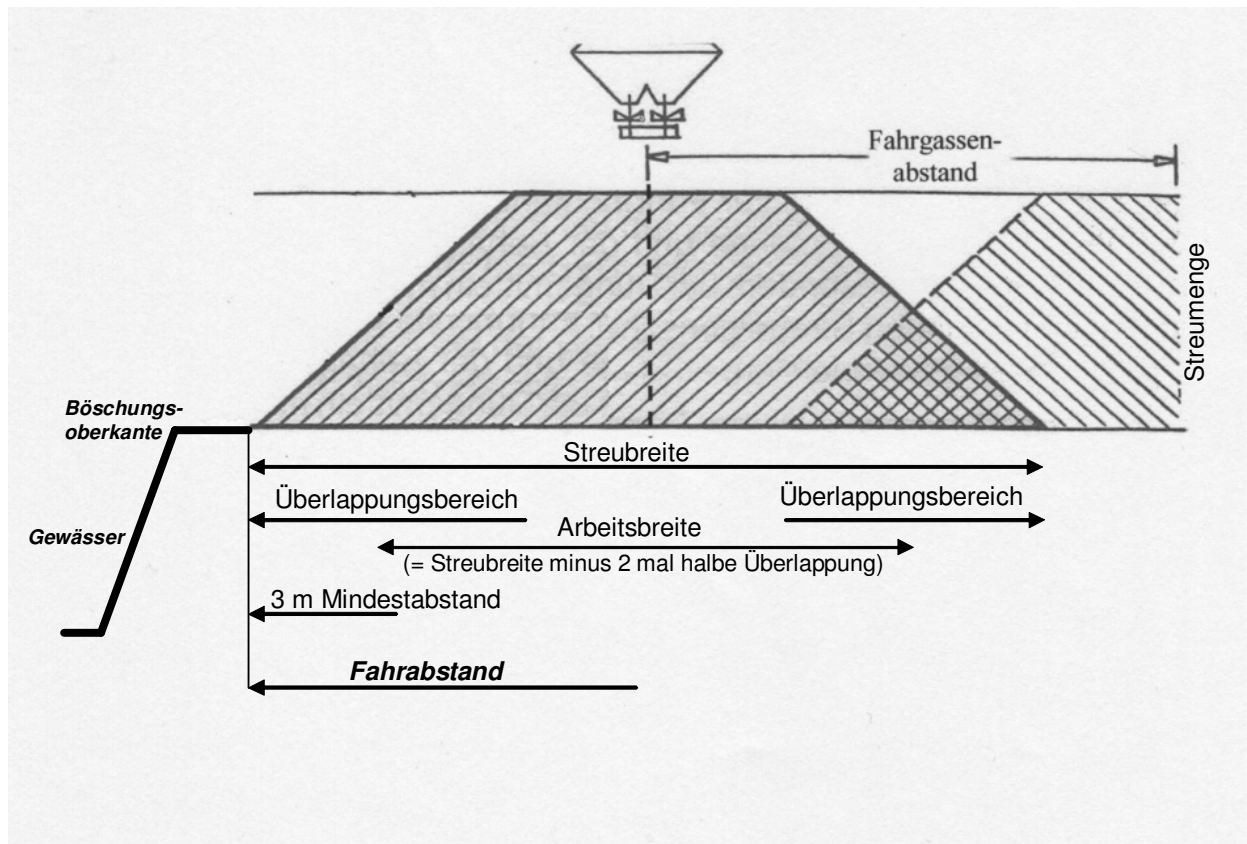 Fahrgassen-
abstand
Streumenge
Böschungs-
oberkante
Streubreite
Überlappungsbereich
Überlappungsbereich
Arbeitsbreite
Gewässer
(= Streubreite minus 2 mal halbe Überlappung)
3 m Mindestabstand
Fahrabstand